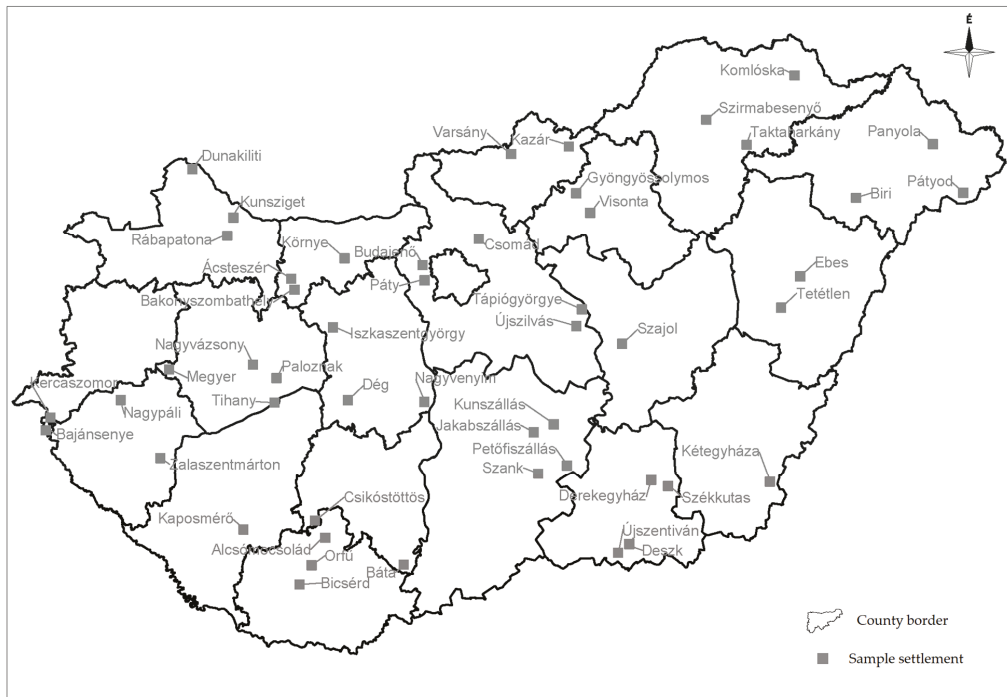 É
Komlóska
Szirmabesenyő
Taktaharkány
Panyola
Varsány
Kazár
Dunakiliti
Gyöngyössolymos
Pátyod
Biri
Visonta
Kunsziget
Rábapatona
Környe
Budajenő
Csomád
Ácsteszér
Ebes
Páty
Bakonyszombathely
Tápiógyörgye
Tetétlen
Újszilvás
Iszkaszentgyörgy
Szajol
Nagyvázsony
Paloznak
Megyer
Kercaszomor
Dég
Nagyvenyim
Tihany
Nagypáli
Kunszállás
Jakabszállás
Bajánsenye
Petőfiszállás
Zalaszentmárton
Szank
Kétegyháza
Csikóstöttös
Derekegyház
Székkutas
Kaposmérő
Újszentiván
Alcsómocsolád
Deszk
Orfű
Báta
Bicsérd
County border
Sample settlement